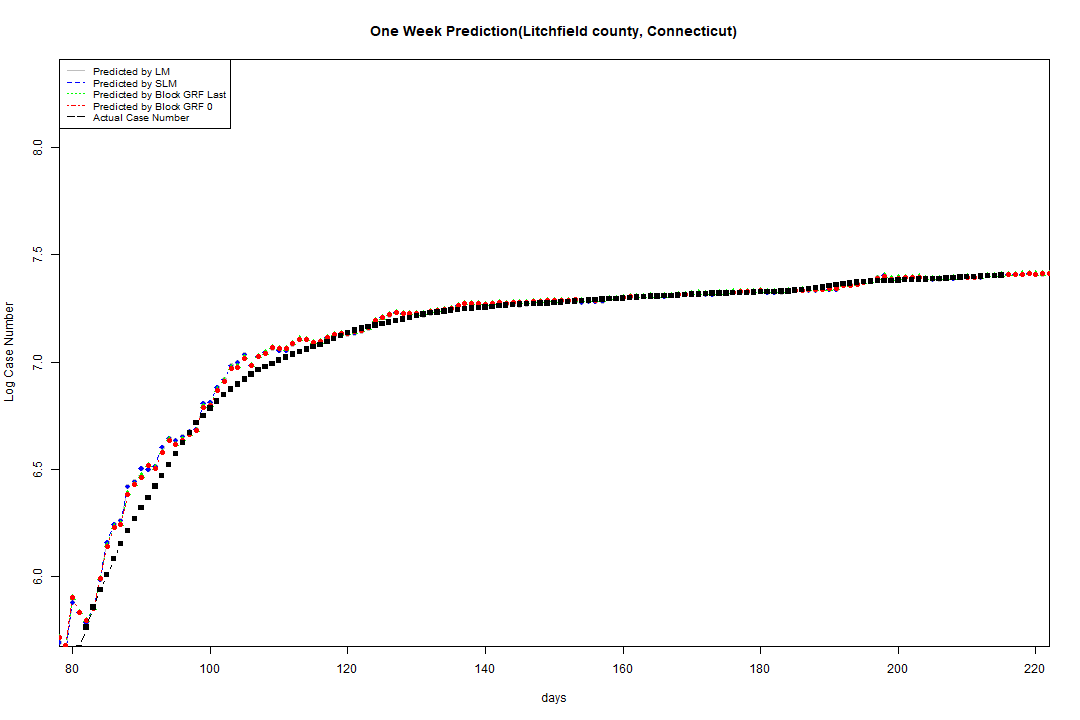 One Week Prediction(Litchfield county, Connecticut)
Predicted by LM
Predicted by SLM
Predicted by Block GRF Last
Predicted by Block GRF 0
Actual Case Number
8.0
7.5
7.0
6.5
6.0
Log Case Number
80 100 120 140 160 180 200 220
days